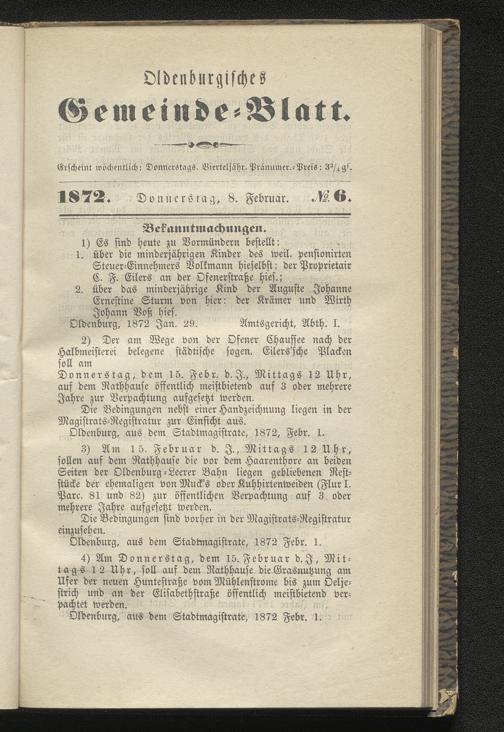 Oldenburgisches
Gemeinde-Blatt.
Erscheint wöchentlich: Donnerstags. Vierteljähr. Pränumer.-Preis: 3¾ gſ.
1872. Donnerstag, 8. Februar. № 6.
Bekanntmachungen.
1) Es sind heute zu Vormündern bestellt:
1. über die minderjährigen Kinder des weil. pensionirten
Steuer-Einnehmers Volkmann hieselbst: der Proprietair
C. F. Eilers an der Ofenerstraße hies.;
2. über das minderjährige Kind der Auguste Johanne
Ernestine Sturm von hier: der Krämer und Wirth
Johann Voß hies.
Oldenburg, 1872 Jan. 29. Amtsgericht, Abth. I.
2) Der am Wege von der Ofener Chaussee nach der
Halbmeisterei belegene städtische sogen. Eilers'sche Placken
soll am
Donnerstag, dem 15. Febr. d. J., Mittags 12 Uhr,
auf dem Rathhause öffentlich meistbietend auf 3 oder mehrere
Jahre zur Verpachtung aufgesetzt werden.
Die Bedingungen nebst einer Handzeichnung liegen in der
Magistrats-Registratur zur Einsicht aus.
Oldenburg, aus dem Stadtmagistrate, 1872, Febr. 1.
3) Am 15. Februar d. J., Mittags 12 Uhr,
sollen auf dem Rathhause die vor dem Haarenthore an beiden
Seiten der Oldenburg-Leerer Bahn liegen gebliebenen Rest-
stücke der ehemaligen von Muck's oder Kuhhirtenweiden (Flur I.
Parc. 81 und 82) zur öffentlichen Verpachtung auf 3 oder
mehrere Jahre aufgesetzt werden.
Die Bedingungen sind vorher in der Magistrats-Registratur
einzusehen.
Oldenburg, aus dem Stadtmagistrate, 1872 Febr. 1.
4) Am Donnerstag, dem 15. Februar d. J, Mit-
tags 12 Uhr, soll auf dem Rathhause die Grasnutzung am
Ufer der neuen Huntestraße vom Mühlenstrome bis zum Oelje-
strich und an der Elisabethstraße öffentlich meistbietend ver-
pachtet werden.
Oldenburg, aus dem Stadtmagistrate, 1872 Febr. 1.